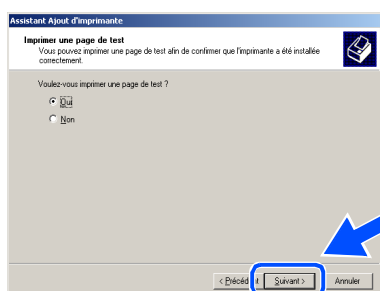 Assistant Ajout d'imprimante
Imprimer une page de test
Vous pouvez imprimer une page de test afin de confirmer que l'imprimante a été installée
correctement.
Voulez-vous imprimer une page de test ?
Oui
Non
< Précéd t Suivant > Annuler